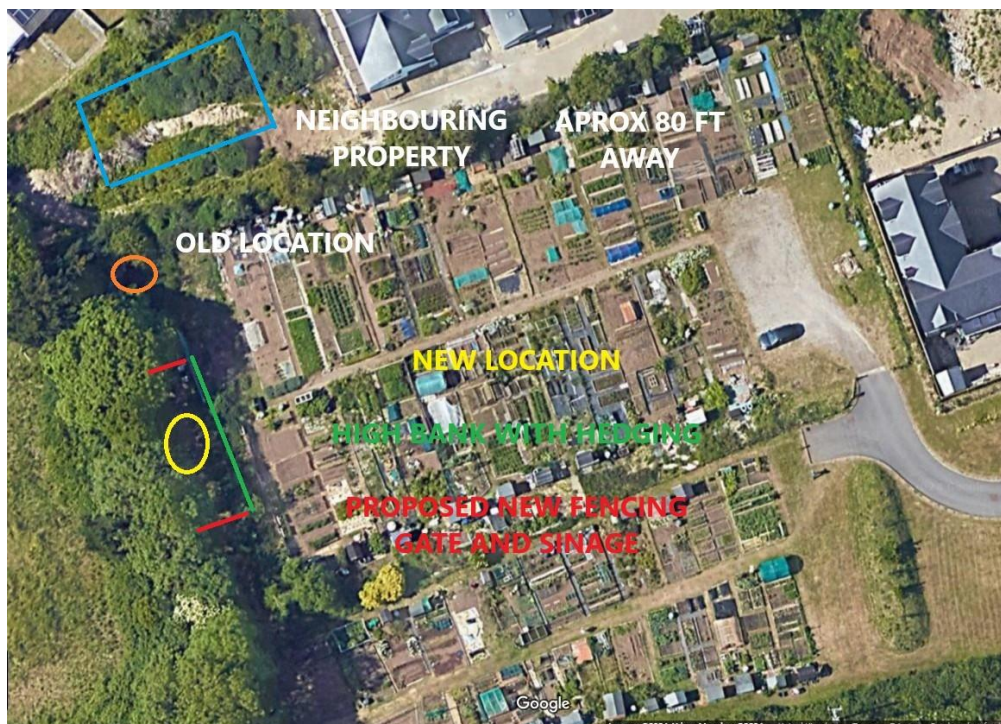 NEIGHBOURING
PROPERTY
APROX 80 FT
AWAY
OLD LOCATION
NEW LOCATION
HIGH BANK WITH HEDGING
PROPOSED NEW FENCING
GATE AND SINAGE
Google